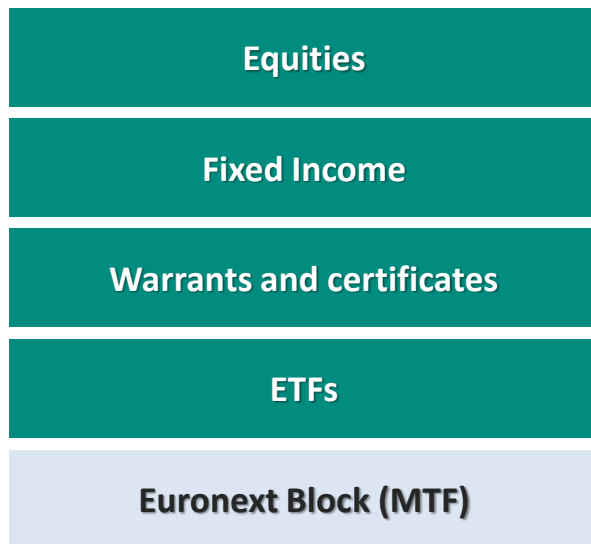 Equities
Fixed Income
Warrants and certificates
ETFs
Euronext Block (MTF)